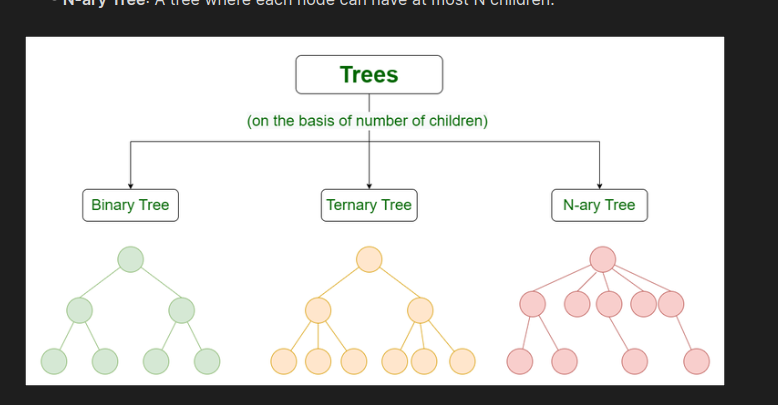 N-ary Tree: A tree where each node can have at most N children.
Trees
(on the basis of number of children)
Binary Tree
Ternary Tree
N-ary Tree